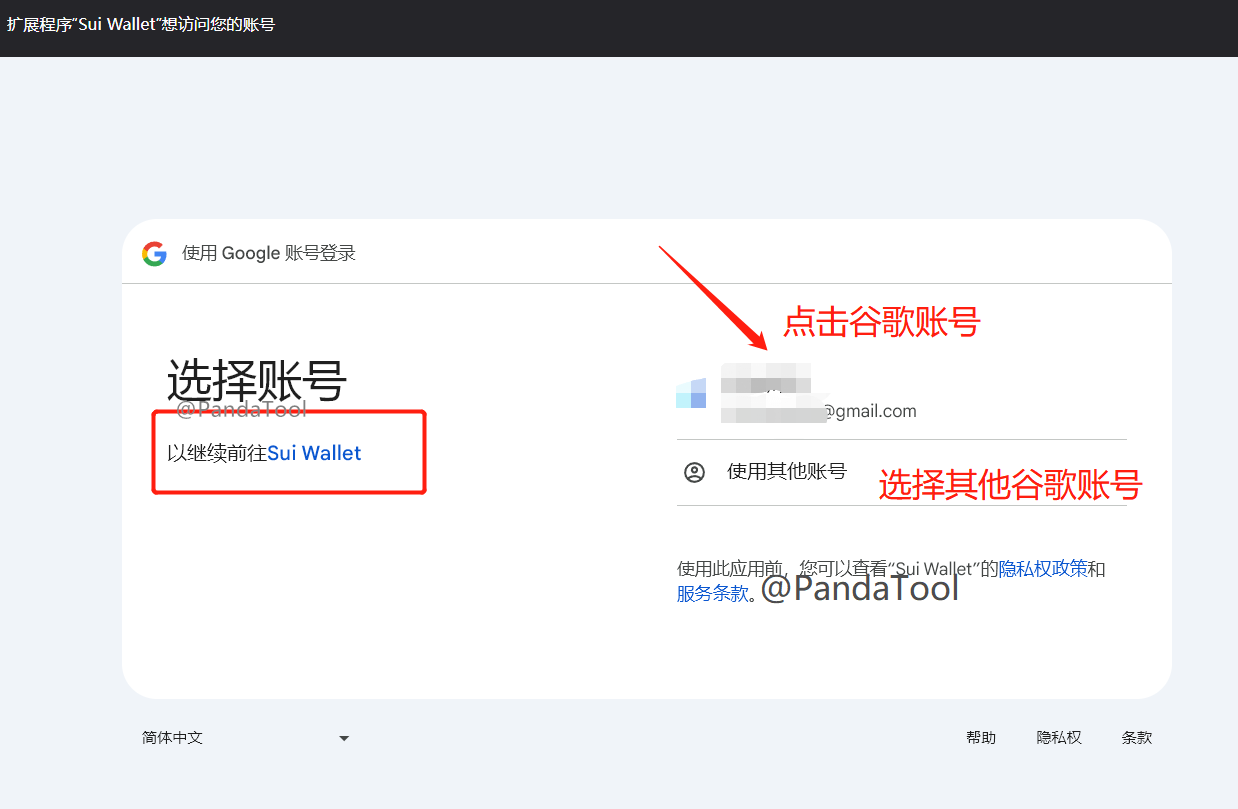 扩展程序“Sui Wallet”想访问您的账号
使用 Google 账号登录
选择账号
@PandaTool
以继续前往Sui Wallet
点击谷歌账号
@gmail.com
使用其他账号
选择其他谷歌账号
使用此应用前，您可以查看“Sui Wallet”的隐私权政策和
服务条款。
@PandaTool
简体中文
帮助
隐私权
条款